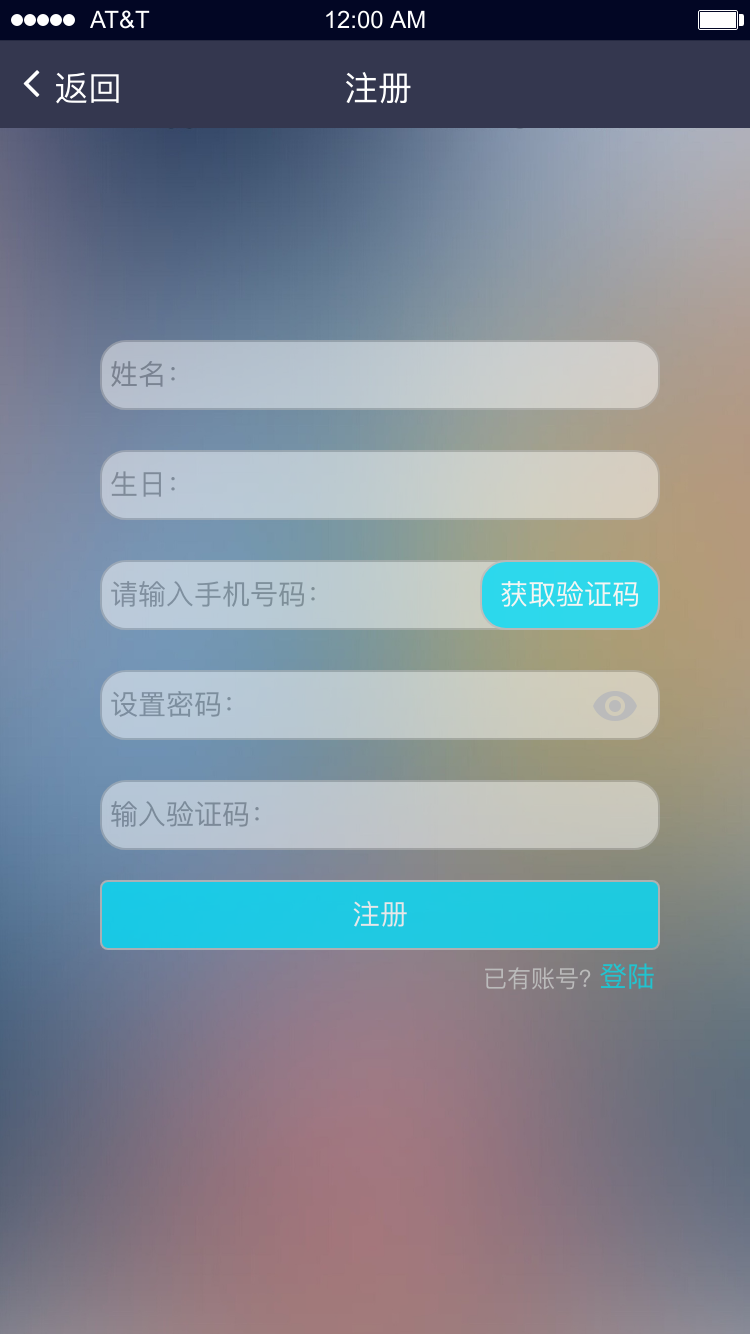 AT&T 12:00 AM
返回 注册
姓名：
生日：
请输入手机号码： 获取验证码
设置密码：
输入验证码：
注册
已有账号? 登陆